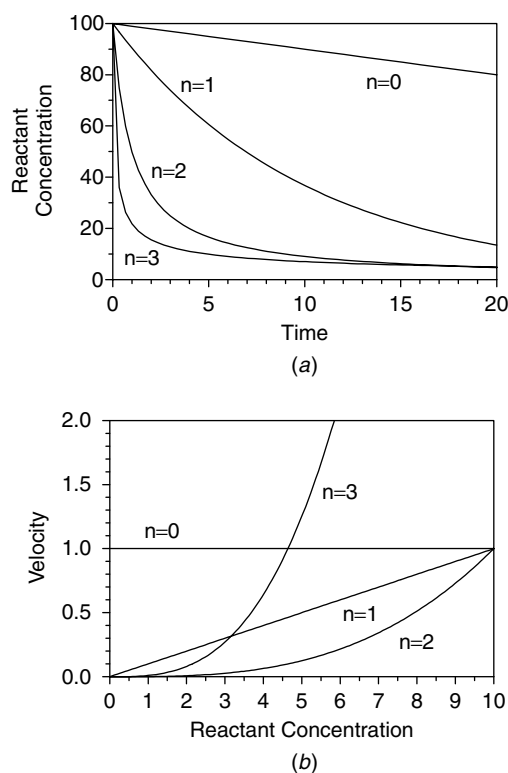 100
80
60
40
20
0
Reactant
Concentration
n=0
n=1
n=2
n=3
0 5 10 15 20
Time
(a)
2.0
1.5
1.0
0.5
0.0
Velocity
n=3
n=0
n=1
n=2
0 1 2 3 4 5 6 7 8 9 10
Reactant Concentration
(b)